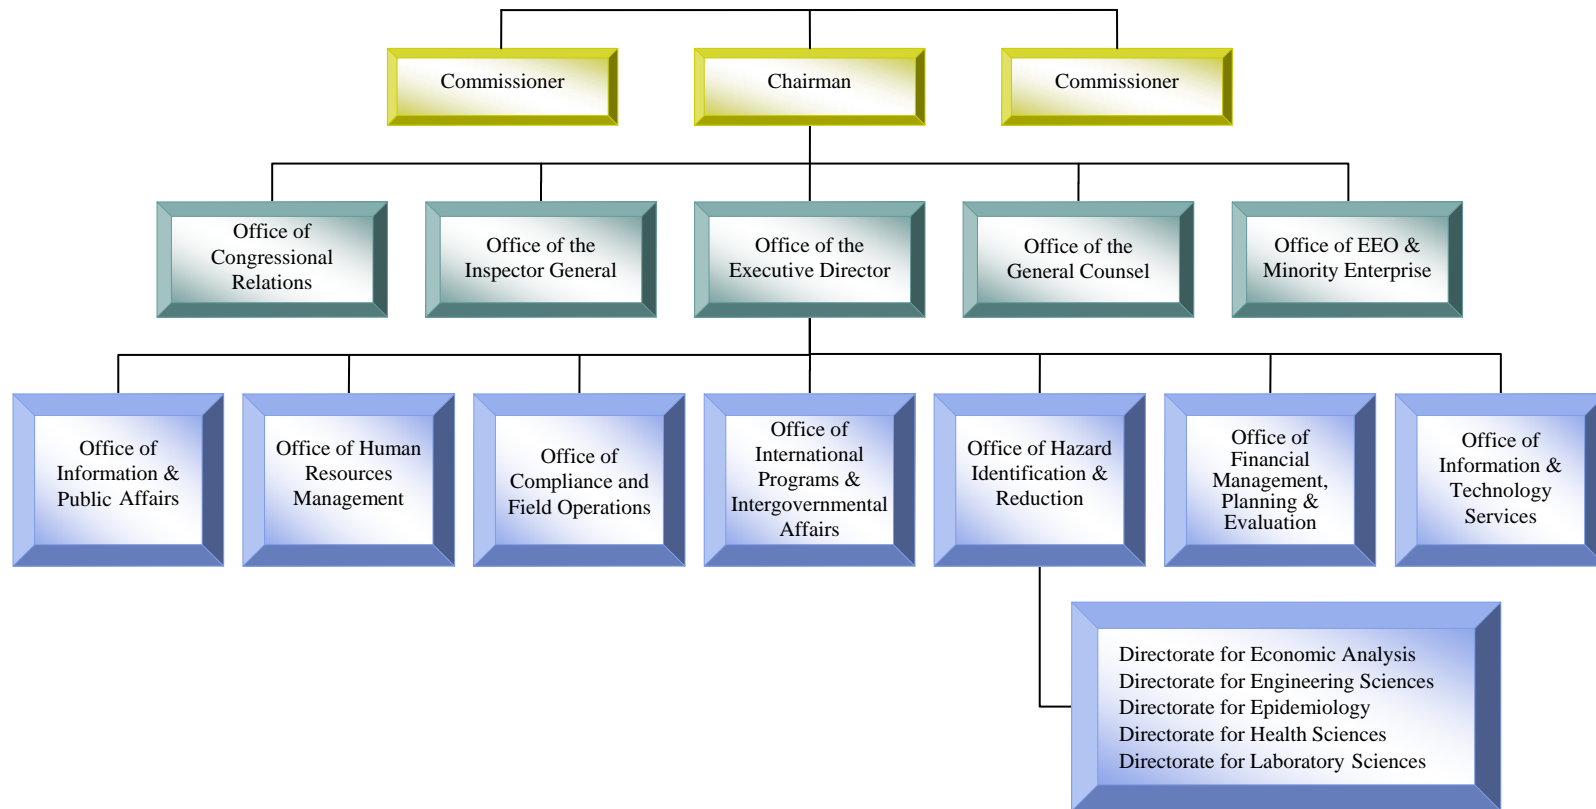 Commissioner
Chairman
Commissioner
Office of
Congressional
Relations
Office of the
Inspector General
Office of the
Executive Director
Office of the
General Counsel
Office of EEO &
Minority Enterprise
Office of
Information &
Public Affairs
Office of Human
Resources
Management
Office of
Compliance and
Field Operations
Office of
International
Programs &
Intergovernmental
Affairs
Office of Hazard
Identification &
Reduction
Office of
Financial
Management,
Planning &
Evaluation
Office of
Information &
Technology
Services
Directorate for Economic Analysis
Directorate for Engineering Sciences
Directorate for Epidemiology
Directorate for Health Sciences
Directorate for Laboratory Sciences